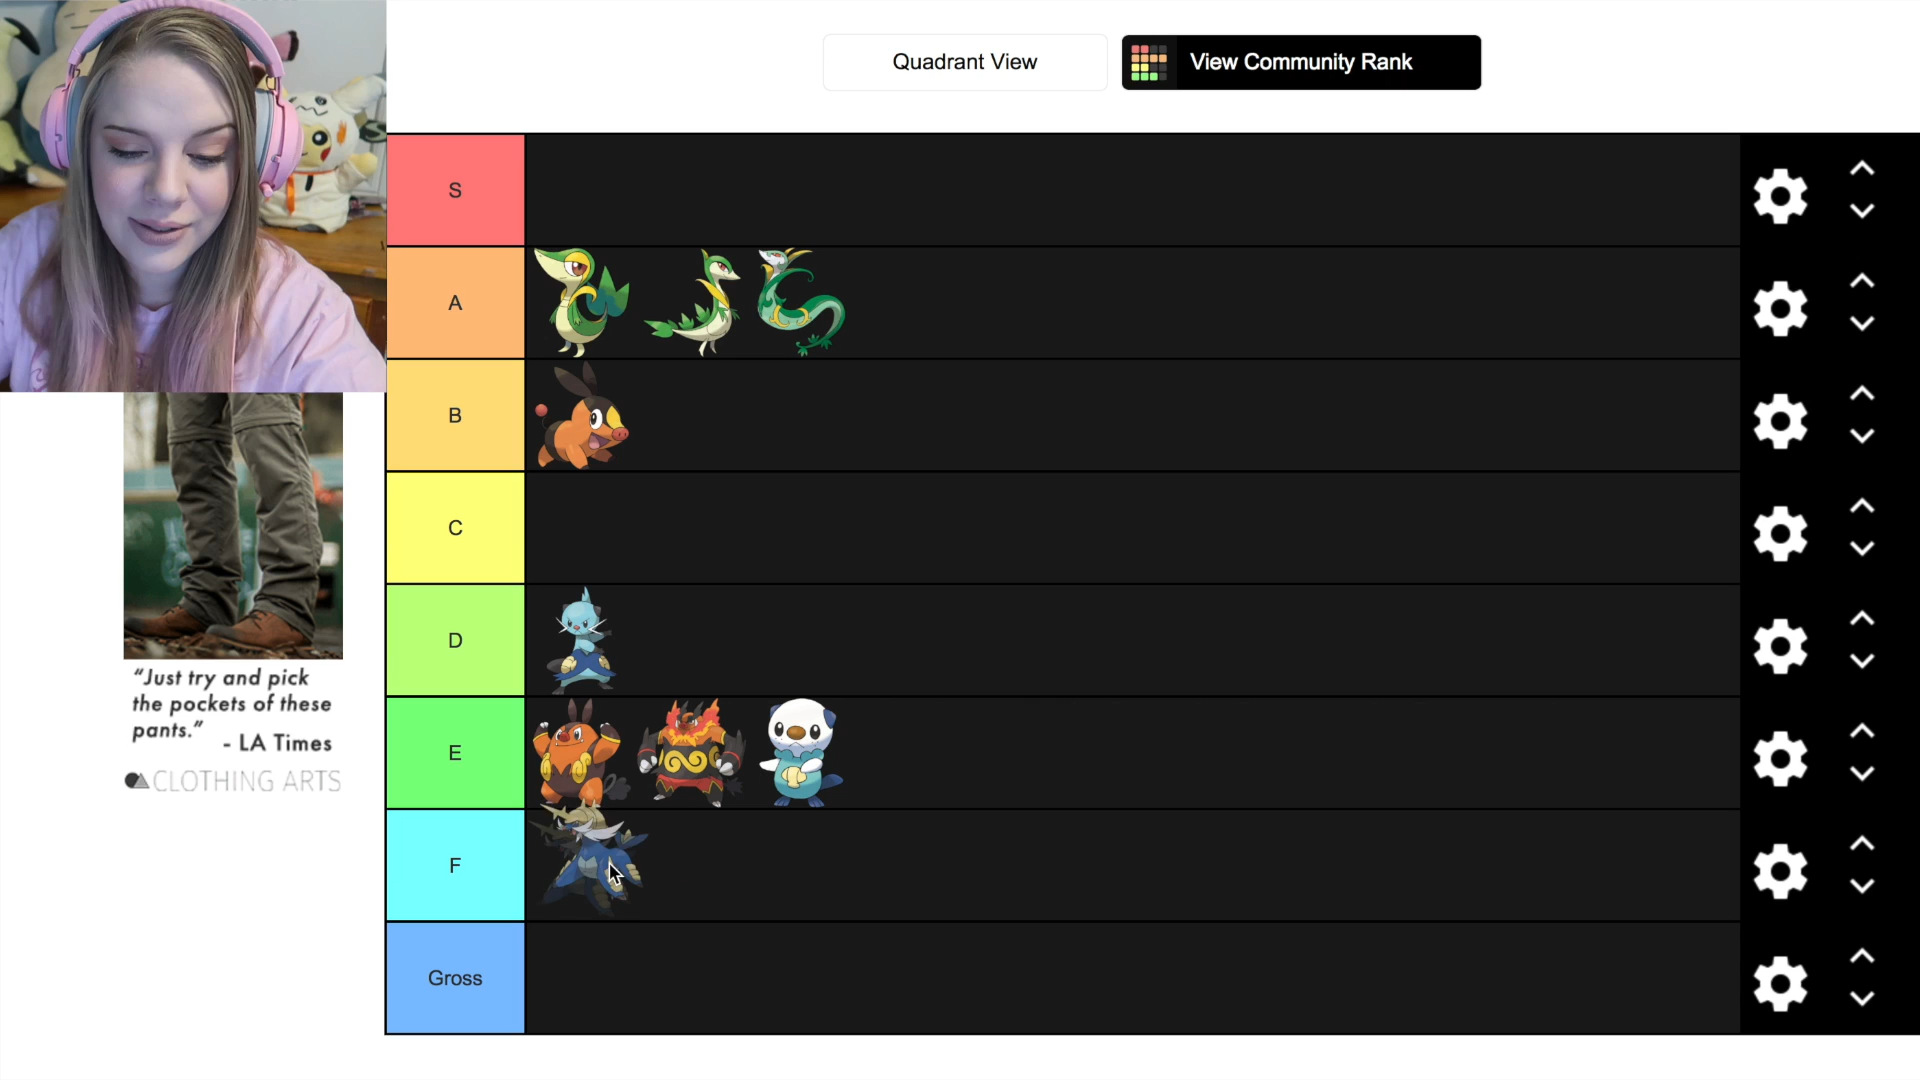 Quadrant View
View Community Rank
S
A
B
C
D
E
F
Gross
“Just try and pick
the pockets of these
pants.”
- LA Times
CLOTHING ARTS